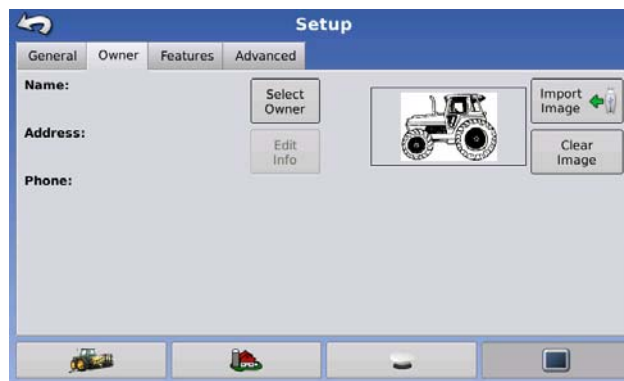 Setup
General Owner Features Advanced
Name:
Select
Owner
Import
Image
Address:
Edit
Info
Clear
Image
Phone: